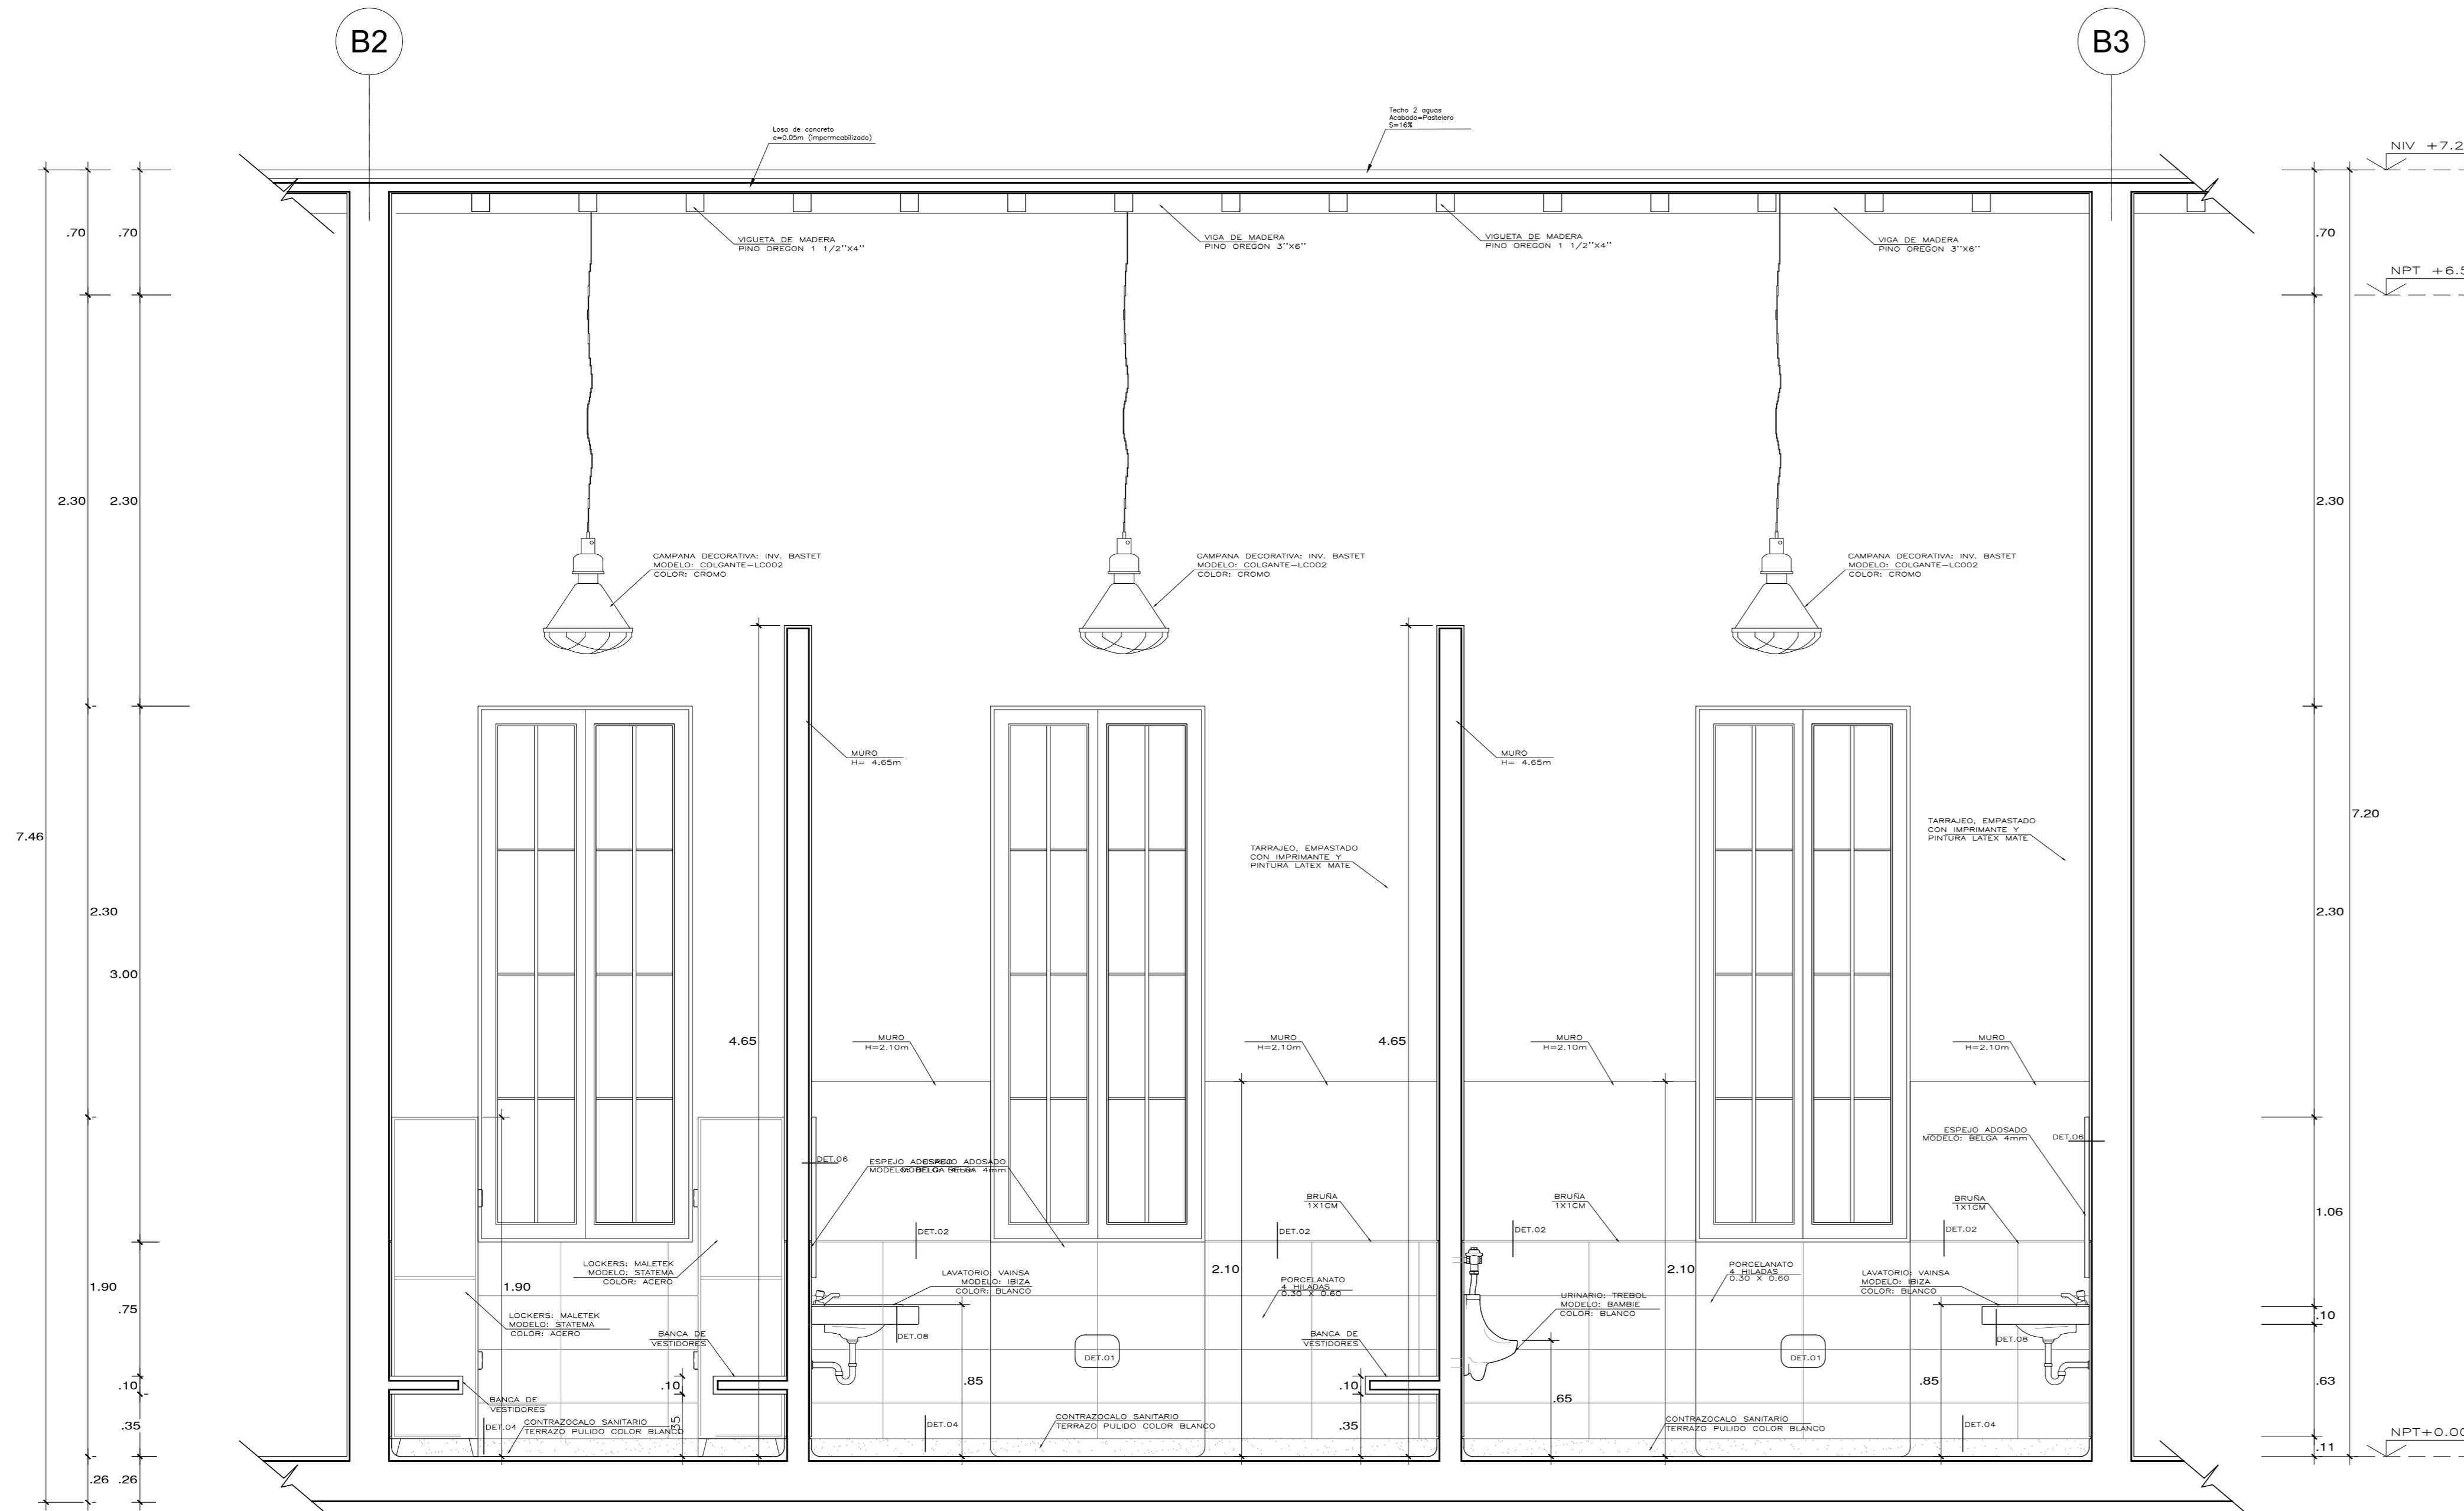 B2
B3
Losa de concreto
e=0.05m (impermeabilizado)
Techo 2 aguas
Acabado=Pastelero
S=16%
NIV +7.2
.70
.70
.70
VIGUETA DE MADERA
PINO OREGON 1 1/2''X4''
VIGA DE MADERA
PINO OREGON 3''X6''
VIGUETA DE MADERA
PINO OREGON 1 1/2''X4''
VIGA DE MADERA
PINO OREGON 3''X6''
NPT +6.5
2.30
2.30
2.30
CAMPANA DECORATIVA: INV. BASTET
MODELO: COLGANTE-LC002
COLOR: CROMO
CAMPANA DECORATIVA: INV. BASTET
MODELO: COLGANTE-LC002
COLOR: CROMO
CAMPANA DECORATIVA: INV. BASTET
MODELO: COLGANTE-LC002
COLOR: CROMO
MURO
H= 4.65m
MURO
H= 4.65m
7.46
7.20
TARRAJEO, EMPASTADO
CON IMPRIMANTE Y
PINTURA LATEX MATE
TARRAJEO, EMPASTADO
CON IMPRIMANTE Y
PINTURA LATEX MATE
2.30
2.30
3.00
4.65
4.65
MURO
H=2.10m
MURO
H=2.10m
MURO
H=2.10m
MURO
H=2.10m
DET.06
ESPEJO ADOSADO
MODELO: BELGA 4mm
ESPEJO ADOSADO
MODELO: BELGA 4mm
ESPEJO ADOSADO
MODELO: BELGA 4mm
DET.06
BRUÑA
1X1CM
BRUÑA
1X1CM
BRUÑA
1X1CM
1.06
DET.02
DET.02
DET.02
DET.02
1.90
.75
1.90
LOCKERS: MALETEK
MODELO: STATEMA
COLOR: ACERO
LAVATORIO: VAINSA
MODELO: IBIZA
COLOR: BLANCO
2.10
PORCELANATO
4 HILADAS
0.30 X 0.60
2.10
PORCELANATO
4 HILADAS
0.30 X 0.60
LAVATORIO: VAINSA
MODELO: IBIZA
COLOR: BLANCO
URINARIO: TREBOL
MODELO: BAMBIE
COLOR: BLANCO
LOCKERS: MALETEK
MODELO: STATEMA
COLOR: ACERO
BANCA DE
VESTIDORES
DET.08
BANCA DE
VESTIDORES
DET.08
.10
DET.01
DET.01
.10
.10
.85
.10
.65
.85
.63
BANCA DE
VESTIDORES
.35
DET.04
CONTRAZOCALO SANITARIO
TERRAZO PULIDO COLOR BLANCO
.35
DET.04
CONTRAZOCALO SANITARIO
TERRAZO PULIDO COLOR BLANCO
.35
CONTRAZOCALO SANITARIO
TERRAZO PULIDO COLOR BLANCO
DET.04
.11
NPT+0.00
.26
.26